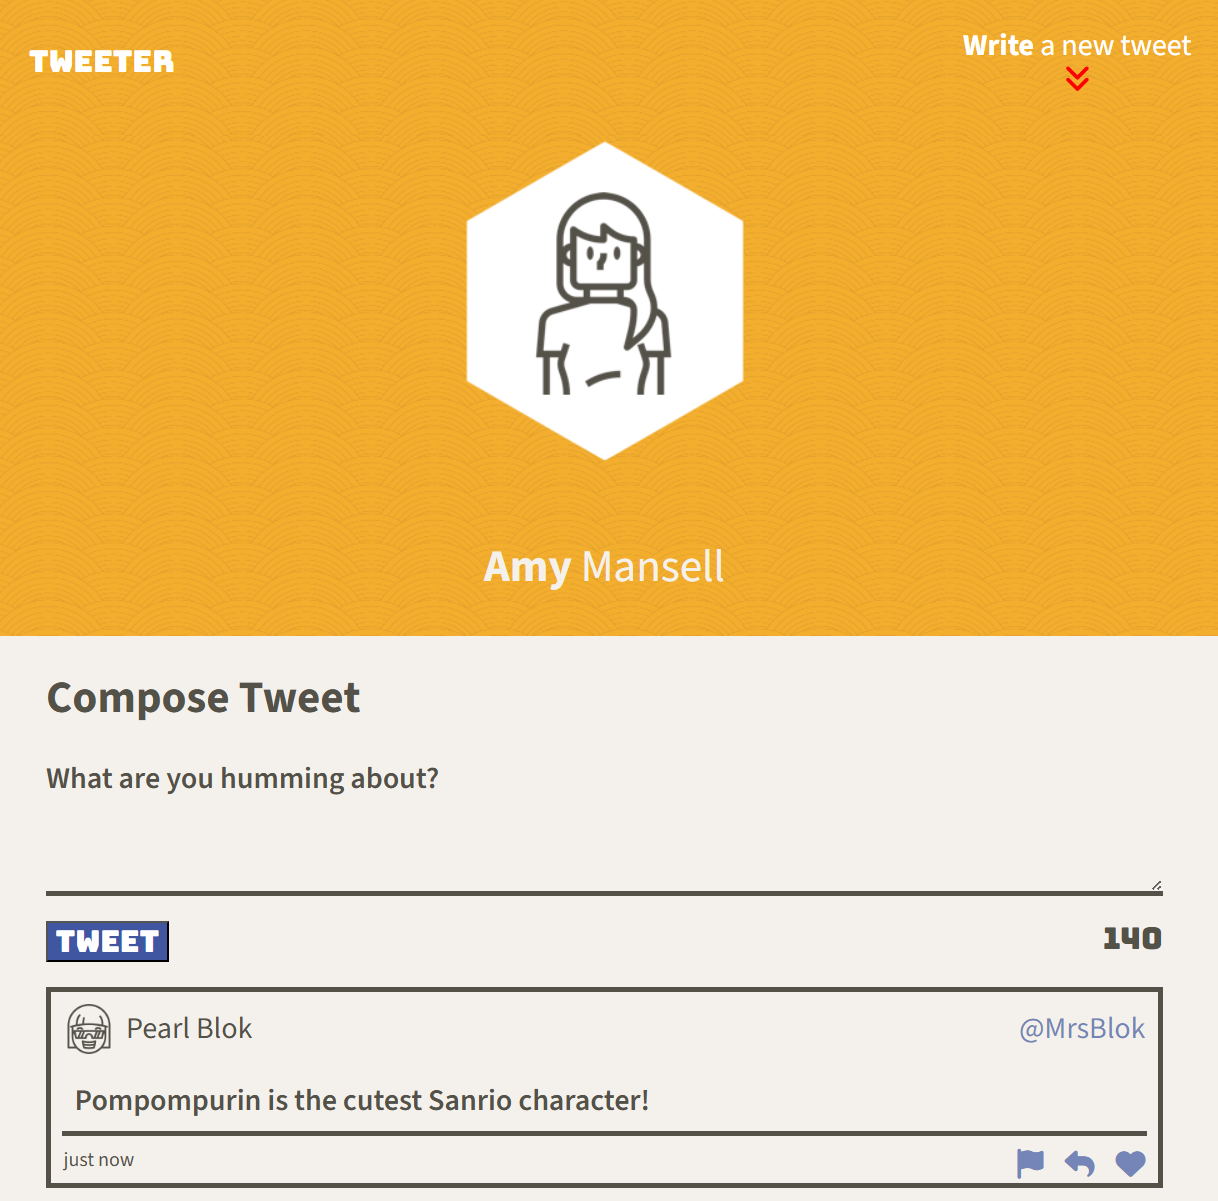 TWEETER
Write a new tweet
Amy Mansell
Compose Tweet
What are you humming about?
TWEET
140
Pearl Blok
@MrsBlok
Pompompurin is the cutest Sanrio character!
just now